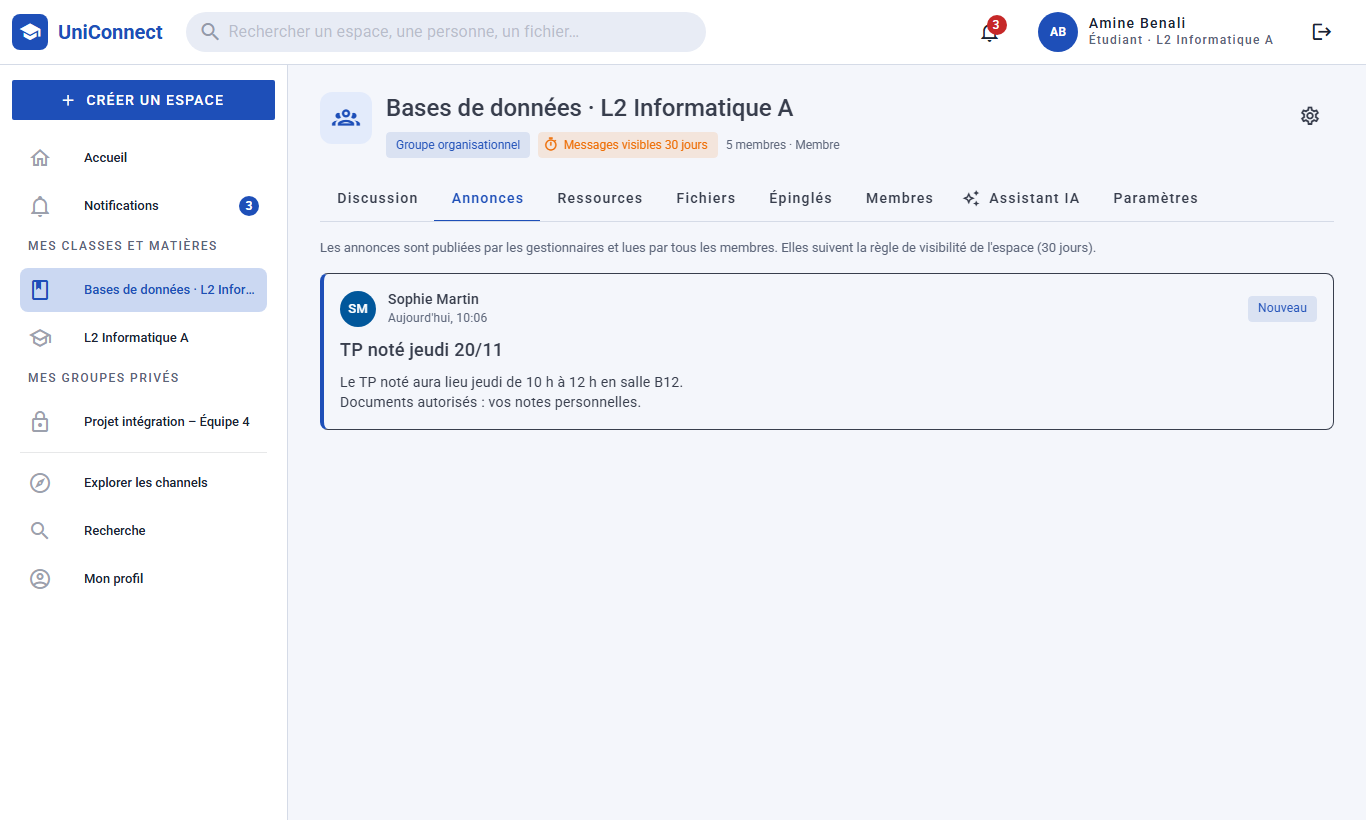 UniConnect
Rechercher un espace, une personne, un fichier…
3
AB
Amine Benali
Étudiant · L2 Informatique A
+ CRÉER UN ESPACE
Accueil
Notifications
3
MES CLASSES ET MATIÈRES
Bases de données · L2 Infor…
L2 Informatique A
MES GROUPES PRIVÉS
Projet intégration – Équipe 4
Explorer les channels
Recherche
Mon profil
Bases de données · L2 Informatique A
Groupe organisationnel
Messages visibles 30 jours
5 membres · Membre
Discussion
Annonces
Ressources
Fichiers
Épinglés
Membres
Assistant IA
Paramètres
Les annonces sont publiées par les gestionnaires et lues par tous les membres. Elles suivent la règle de visibilité de l'espace (30 jours).
SM
Sophie Martin
Aujourd'hui, 10:06
Nouveau
TP noté jeudi 20/11
Le TP noté aura lieu jeudi de 10 h à 12 h en salle B12.
Documents autorisés : vos notes personnelles.